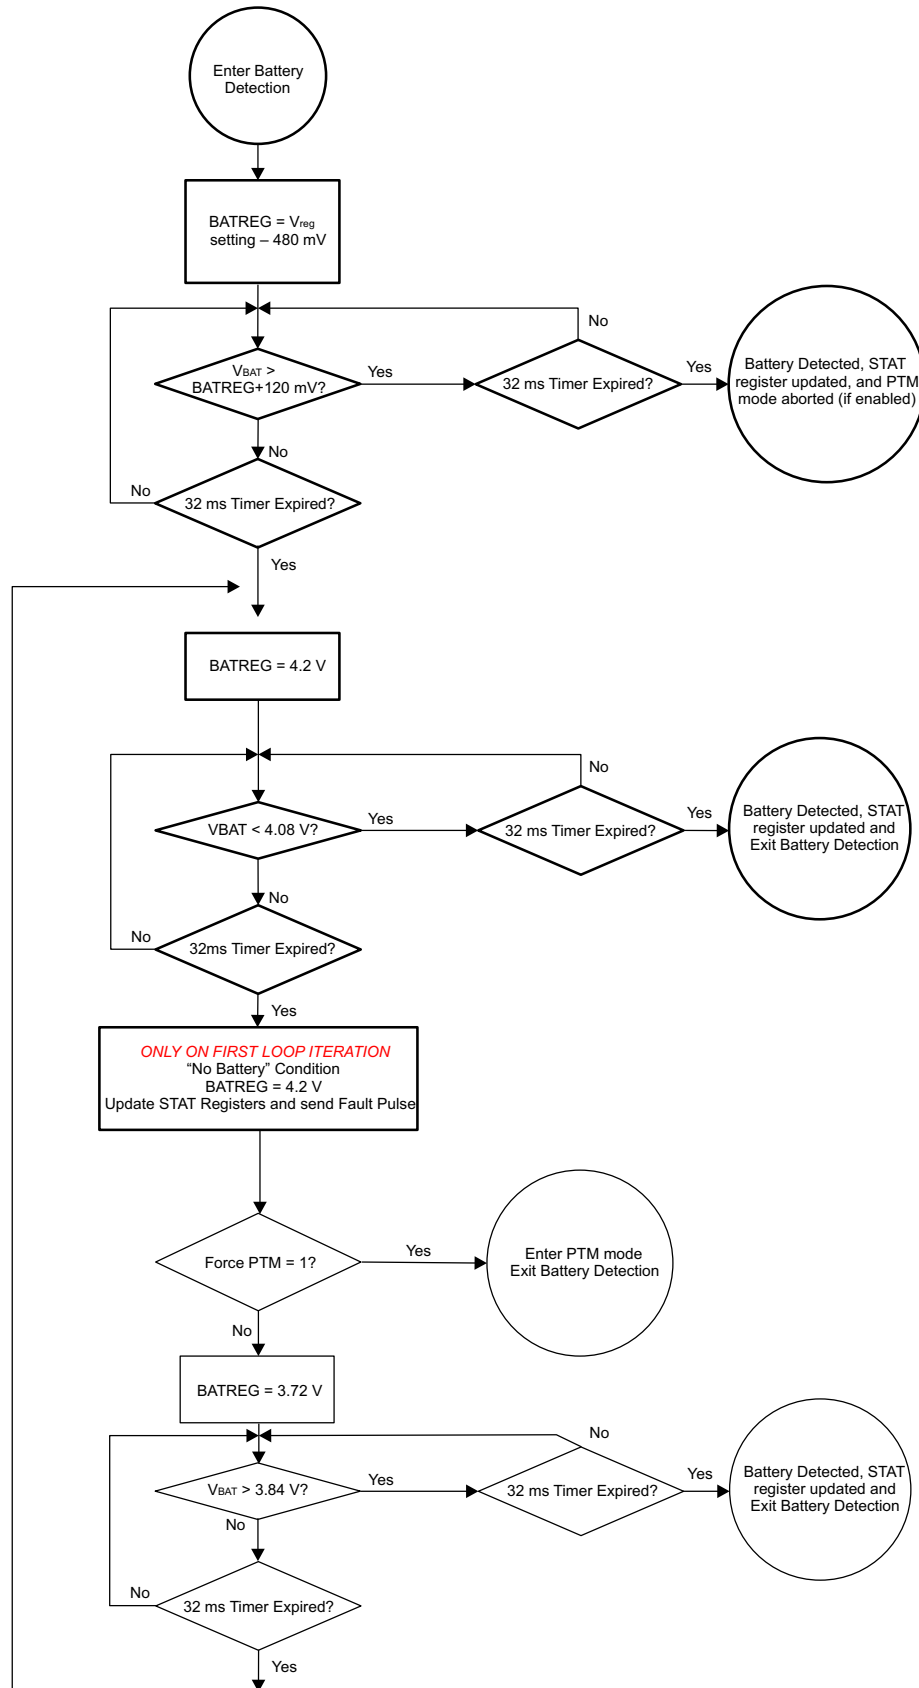 Enter Battery
Detection
BATREG = Vreg
setting – 480 mV
No
VBAT >
BATREG+120 mV?
Yes
32 ms Timer Expired?
Yes
Battery Detected, STAT
register updated, and PTM
mode aborted (if enabled)
No
No
32 ms Timer Expired?
Yes
BATREG = 4.2 V
No
VBAT < 4.08 V?
Yes
32 ms Timer Expired?
Yes
Battery Detected, STAT
register updated and
Exit Battery Detection
No
No
32ms Timer Expired?
Yes
ONLY ON FIRST LOOP ITERATION
“No Battery” Condition
BATREG = 4.2 V
Update STAT Registers and send Fault Pulse
Force PTM = 1?
Yes
Enter PTM mode
Exit Battery Detection
No
BATREG = 3.72 V
No
VBAT > 3.84 V?
Yes
32 ms Timer Expired?
Yes
Battery Detected, STAT
register updated and
Exit Battery Detection
No
No
32 ms Timer Expired?
Yes